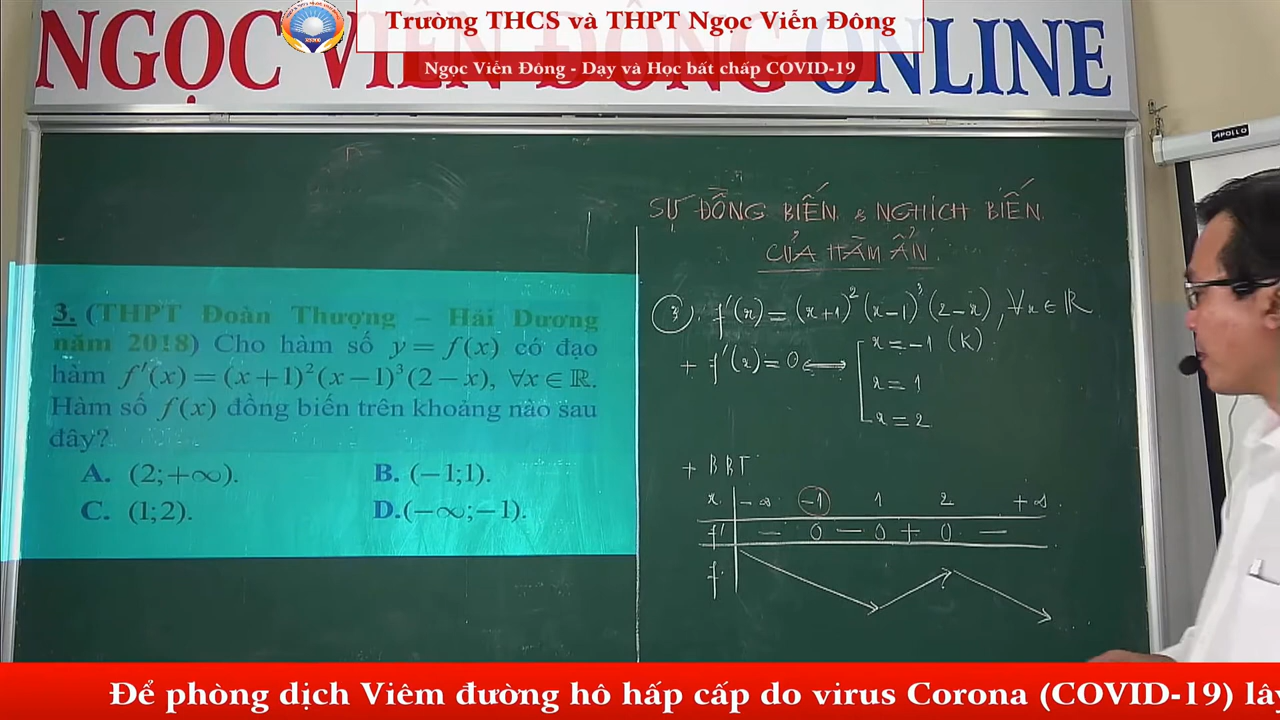 NGỌC VIỄN ĐÔNG ONLINE
Trường THCS và THPT Ngọc Viễn Đông
Ngọc Viễn Đông - Dạy và Học bất chấp COVID-19
APOLLO
3. (THPT Đoàn Thượng – Hải Dương
năm 2018) Cho hàm số y = f(x) có đạo
hàm f'(x) = (x+1)²(x−1)³(2−x), ∀x ∈ ℝ.
Hàm số f(x) đồng biến trên khoảng nào sau
đây?
A. (2;+∞). B. (−1;1).
C. (1;2). D.(−∞;−1).
SỰ ĐỒNG BIẾN & NGHỊCH BIẾN
CỦA HÀM ẨN.
3). f'(x) = (x+1)²(x−1)³(2−x), ∀x ∈ ℝ
+ f'(x) = 0 ⟺ [ x = −1 (K)
x = 1
x = 2
+ BBT
x −∞ −1 1 2 +∞
f' − 0 − 0 + 0 −
f
Để phòng dịch Viêm đường hô hấp cấp do virus Corona (COVID-19) lây